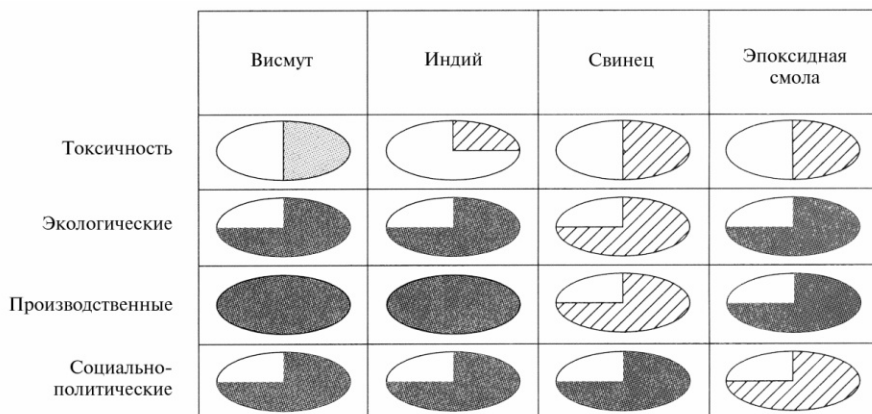 Висмут
Индий
Свинец
Эпоксидная
смола
Токсичность
Экологические
Производственные
Социально-
политические